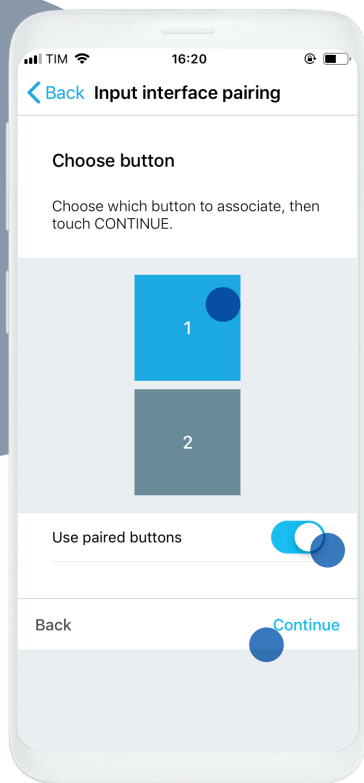 TIM 16:20
Back Input interface pairing
Choose button
Choose which button to associate, then
touch CONTINUE.
1
2
Use paired buttons
Back Continue